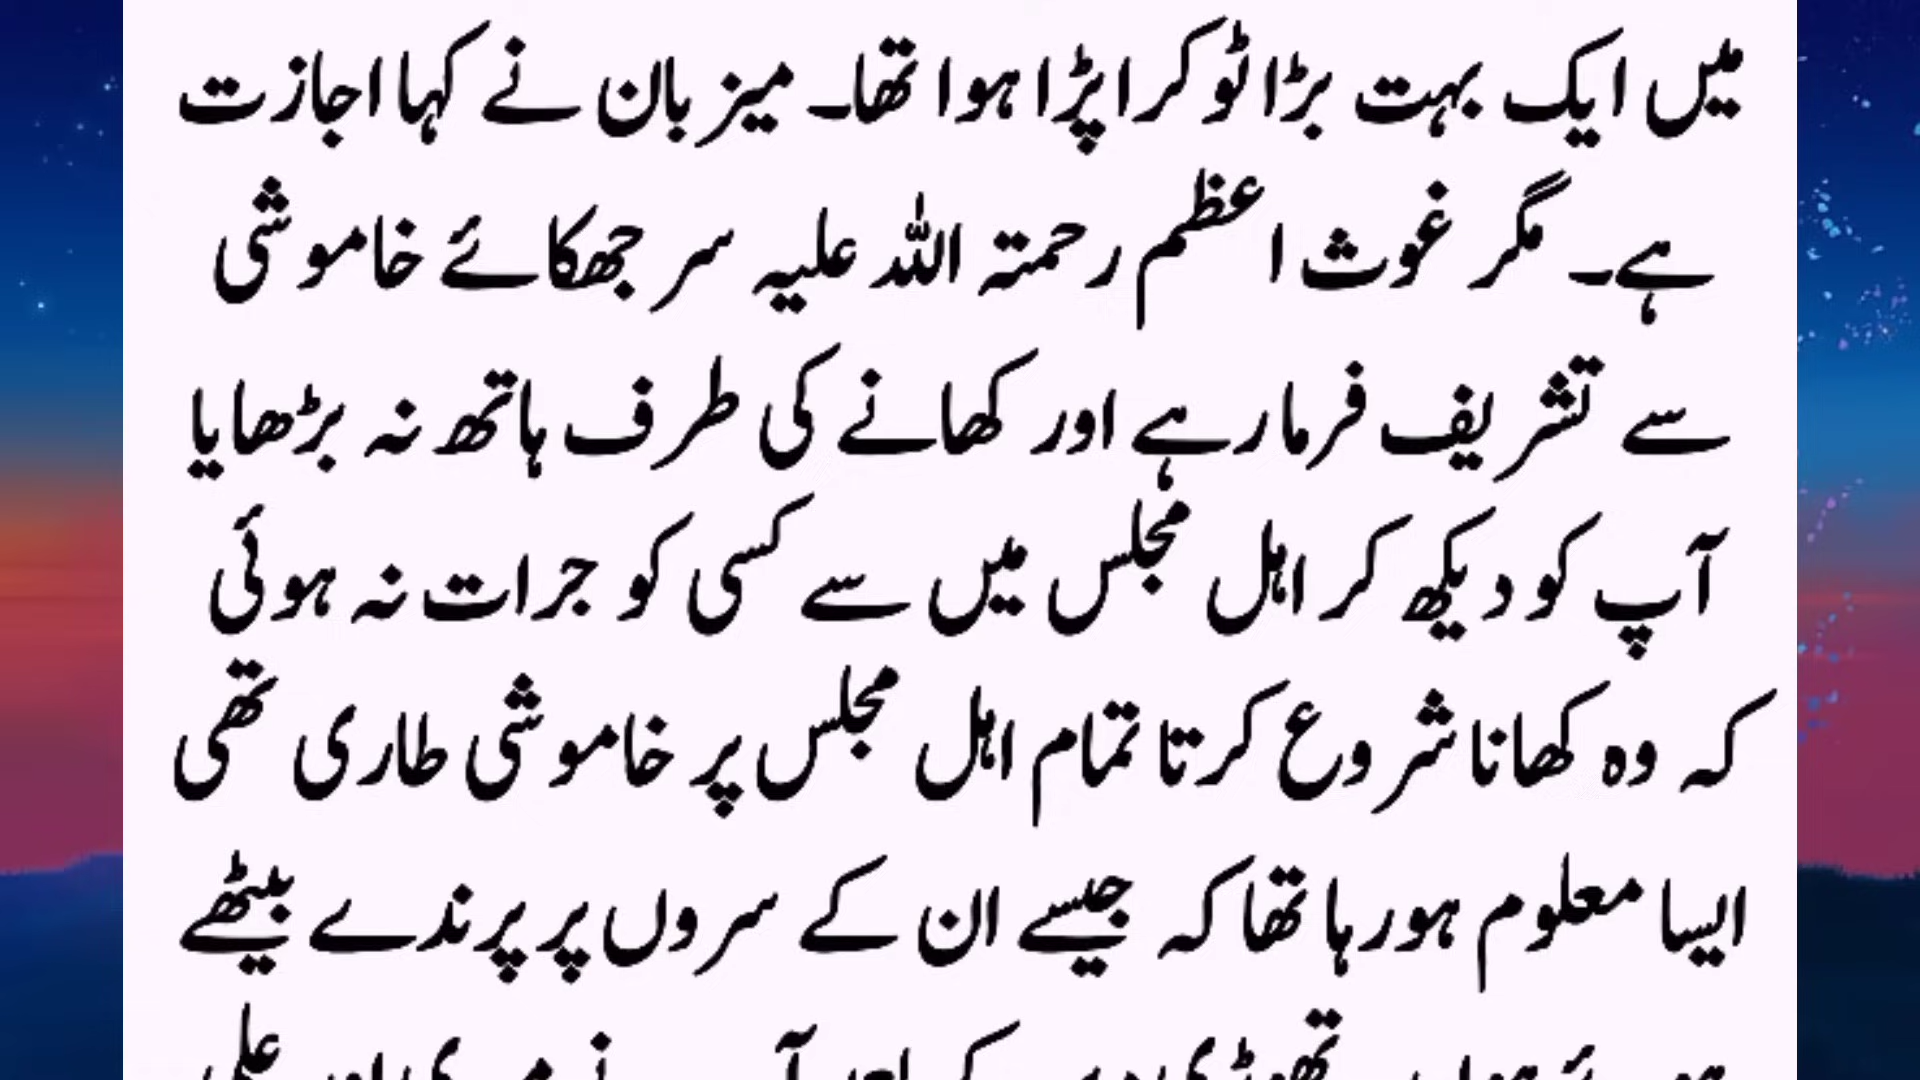 میں ایک بہت بڑا ٹوکرا پڑا ہوا تھا۔ میزبان نے کہا اجازت
ہے۔ مگر غوث اعظم رحمتہ اللہ علیہ سر جھکائے خاموشی
سے تشریف فرما رہے اور کھانے کی طرف ہاتھ نہ بڑھایا
آپ کو دیکھ کر اہل مجلس میں سے کسی کو جرات نہ ہوئی
کہ وہ کھانا شروع کرتا تمام اہل مجلس پر خاموشی طاری تھی
ایسا معلوم ہورہا تھا کہ جیسے ان کے سروں پر پرندے بیٹھے